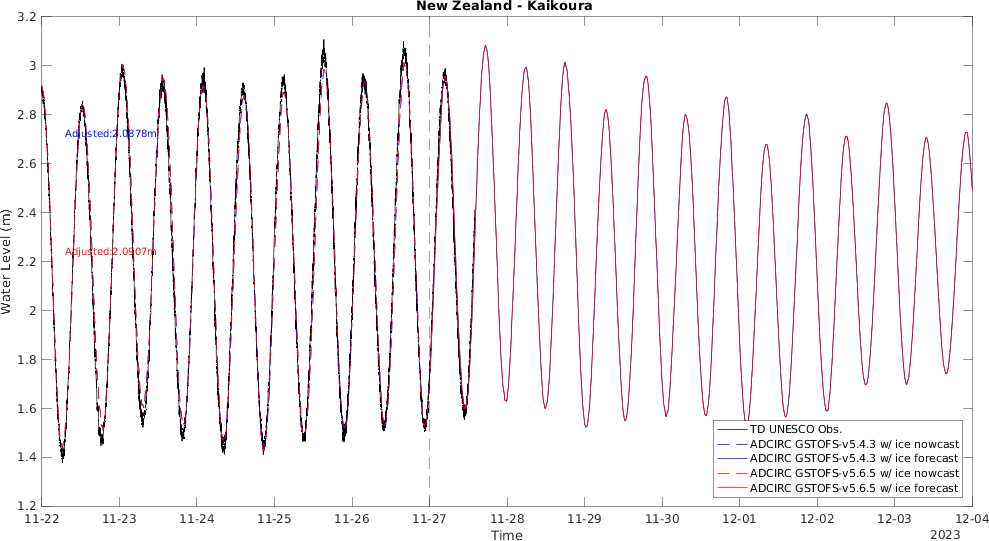 New Zealand - Kaikoura
3.2
3
2.8
2.6
2.4
2.2
2
1.8
1.6
1.4
1.2
Water Level (m)
Adjusted:2.0878m
Adjusted:2.0907m
TD UNESCO Obs.
ADCIRC GSTOFS-v5.4.3 w/ ice nowcast
ADCIRC GSTOFS-v5.4.3 w/ ice forecast
ADCIRC GSTOFS-v5.6.5 w/ ice nowcast
ADCIRC GSTOFS-v5.6.5 w/ ice forecast
11-22 11-23 11-24 11-25 11-26 11-27 11-28 11-29 11-30 12-01 12-02 12-03 12-04
Time
2023